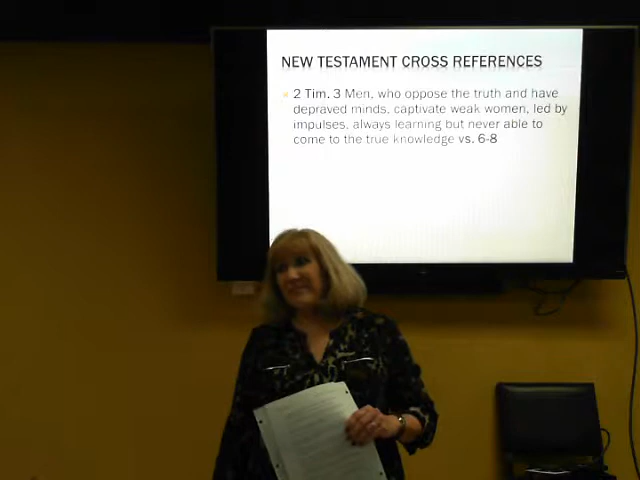 NEW TESTAMENT CROSS REFERENCES
2 Tim. 3 Men, who oppose the truth and have
depraved minds, captivate weak women, led by
impulses, always learning but never able to
come to the true knowledge vs. 6-8